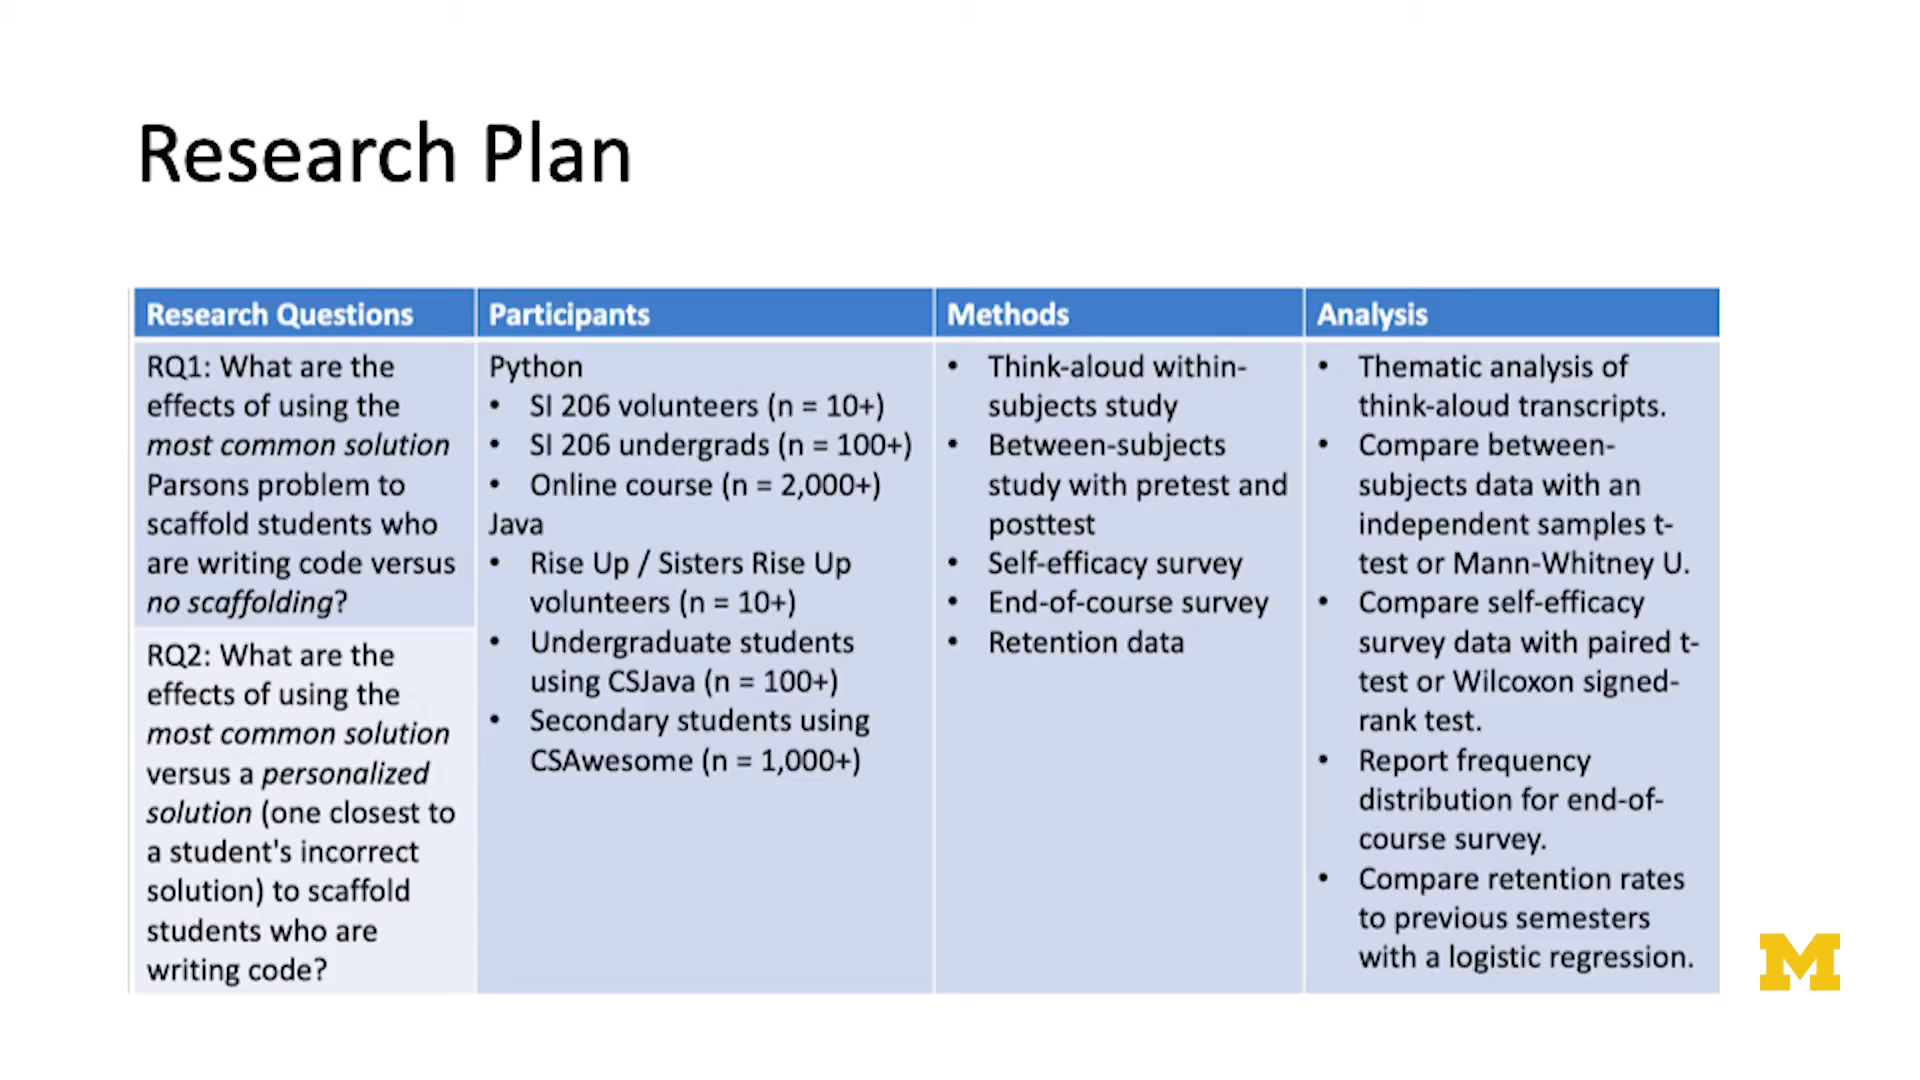 Research Plan
Research Questions
Participants
Methods
Analysis
RQ1: What are the
effects of using the
most common solution
Parsons problem to
scaffold students who
are writing code versus
no scaffolding?
RQ2: What are the
effects of using the
most common solution
versus a personalized
solution (one closest to
a student's incorrect
solution) to scaffold
students who are
writing code?
Python
• SI 206 volunteers (n = 10+)
• SI 206 undergrads (n = 100+)
• Online course (n = 2,000+)
Java
• Rise Up / Sisters Rise Up
volunteers (n = 10+)
• Undergraduate students
using CSJava (n = 100+)
• Secondary students using
CSAwesome (n = 1,000+)
• Think-aloud within-
subjects study
• Between-subjects
study with pretest and
posttest
• Self-efficacy survey
• End-of-course survey
• Retention data
• Thematic analysis of
think-aloud transcripts.
• Compare between-
subjects data with an
independent samples t-
test or Mann-Whitney U.
• Compare self-efficacy
survey data with paired t-
test or Wilcoxon signed-
rank test.
• Report frequency
distribution for end-of-
course survey.
• Compare retention rates
to previous semesters
with a logistic regression.
M